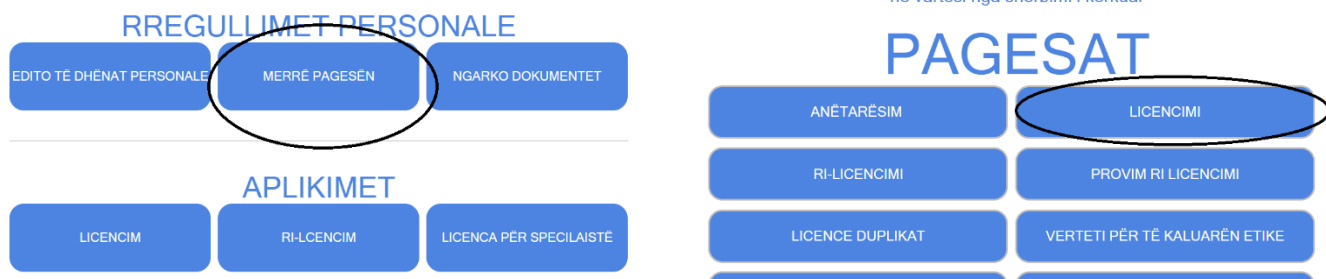 RREGULLIMET PERSONALE
EDITO TË DHËNAT PERSONALE
MERRË PAGESËN
NGARKO DOKUMENTET
APLIKIMET
LICENCIM
RI-LCENCIM
LICENCA PËR SPECILAISTË
PAGESAT
ANËTARËSIM
LICENCIMI
RI-LICENCIMI
PROVIM RI LICENCIMI
LICENCE DUPLIKAT
VERTETI PËR TË KALUARËN ETIKE